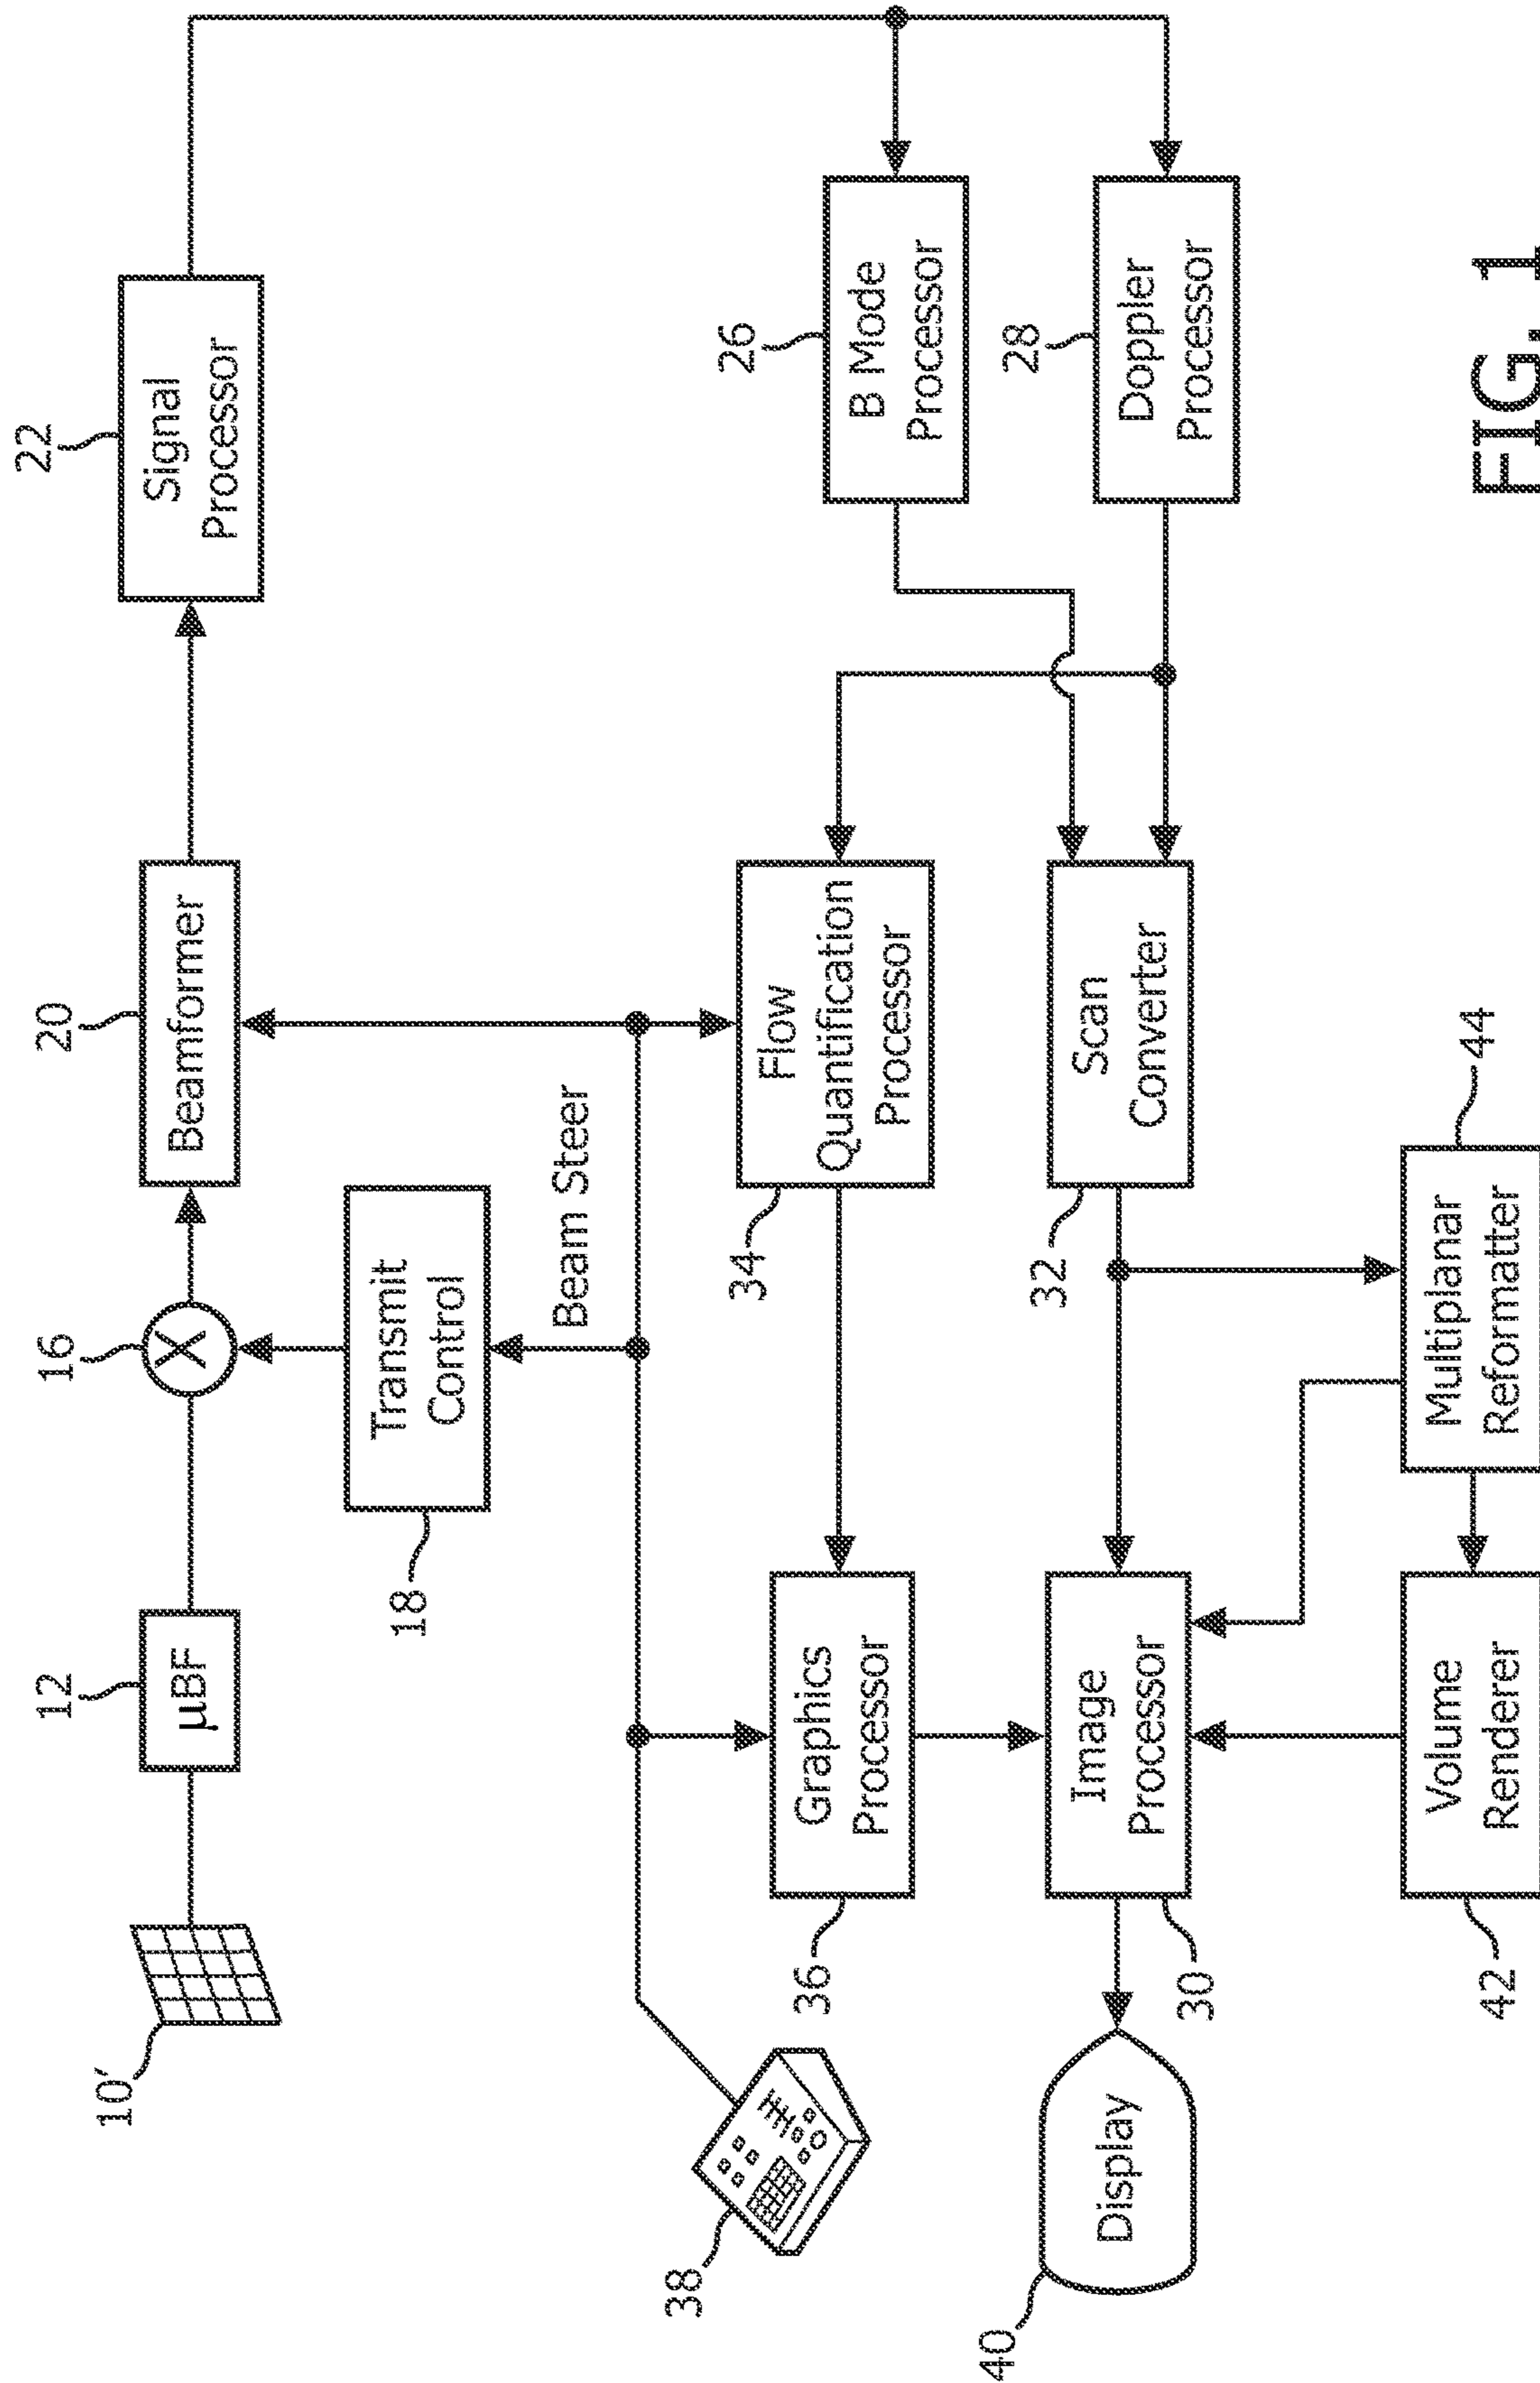 10′
12
µBF
16
X
20
Beamformer
22
Signal
Processor
18
Transmit
Control
Beam Steer
38
36
Graphics
Processor
34
Flow
Quantification
Processor
26
B Mode
Processor
40
Display
30
Image
Processor
32
Scan
Converter
28
Doppler
Processor
42
Volume
Renderer
44
Multiplanar
Reformatter
FIG. 1